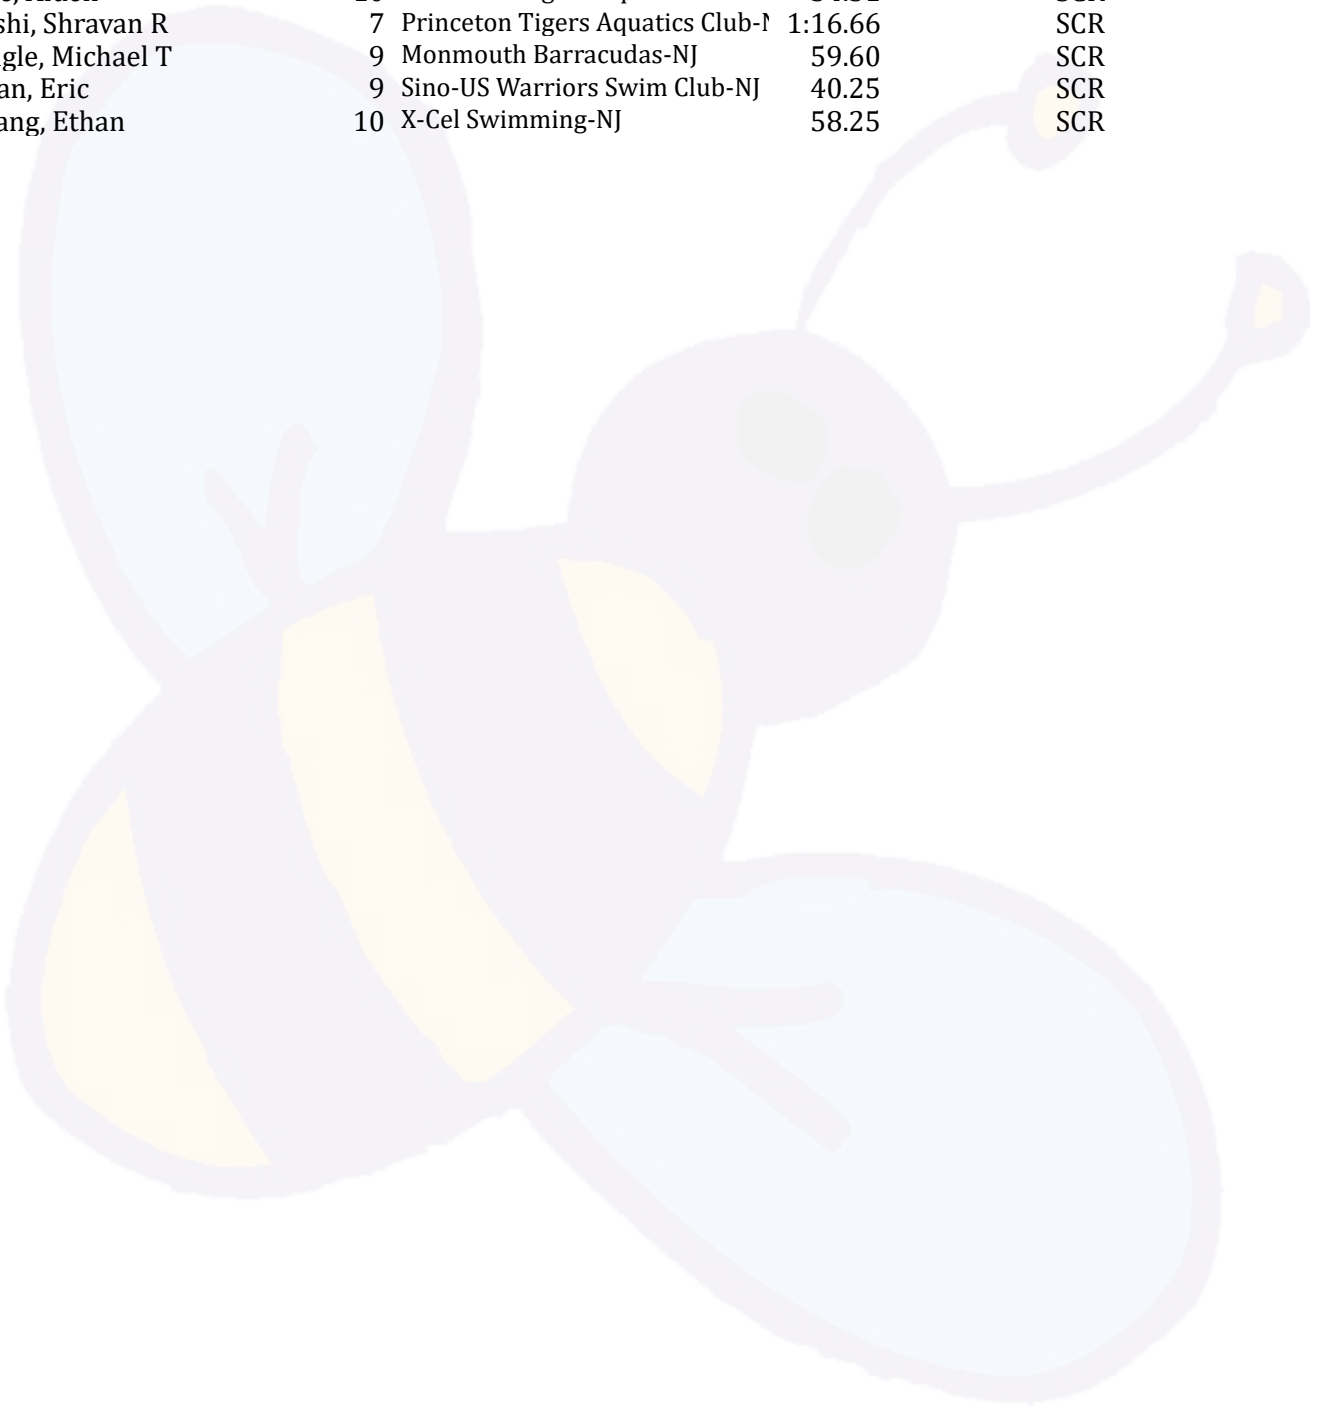 shi, Shravan R 7 Princeton Tigers Aquatics Club-N 1:16.66 SCR
gle, Michael T 9 Monmouth Barracudas-NJ 59.60 SCR
an, Eric 9 Sino-US Warriors Swim Club-NJ 40.25 SCR
ang, Ethan 10 X-Cel Swimming-NJ 58.25 SCR